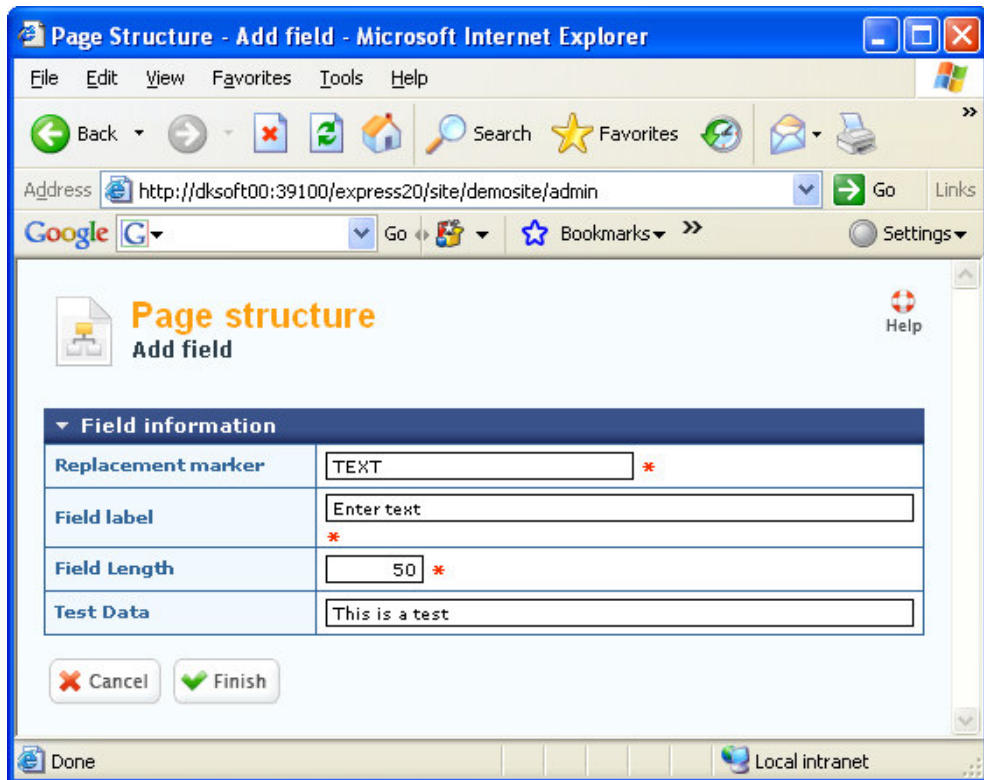 Page Structure - Add field - Microsoft Internet Explorer
File Edit View Favorites Tools Help
Back Search Favorites »
Address http://dksoft00:39100/express20/site/demosite/admin Go Links
Google G Go Bookmarks » Settings
Page structure
Add field
Help
Field information
Replacement marker TEXT *
Field label Enter text
*
Field Length 50 *
Test Data This is a test
Cancel Finish
Done Local intranet